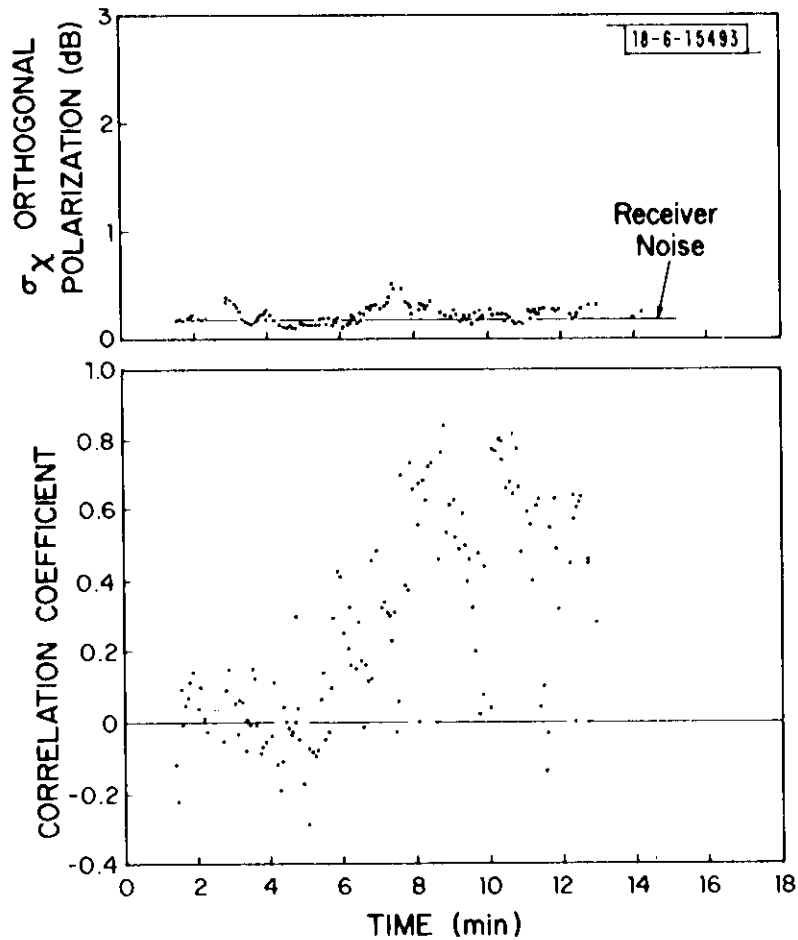 18-6-15493
σχ ORTHOGONAL
POLARIZATION (dB)
3
2
1
0
Receiver
Noise
CORRELATION COEFFICIENT
1.0
0.8
0.6
0.4
0.2
0
-0.2
-0.4
0 2 4 6 8 10 12 14 16 18
TIME (min)